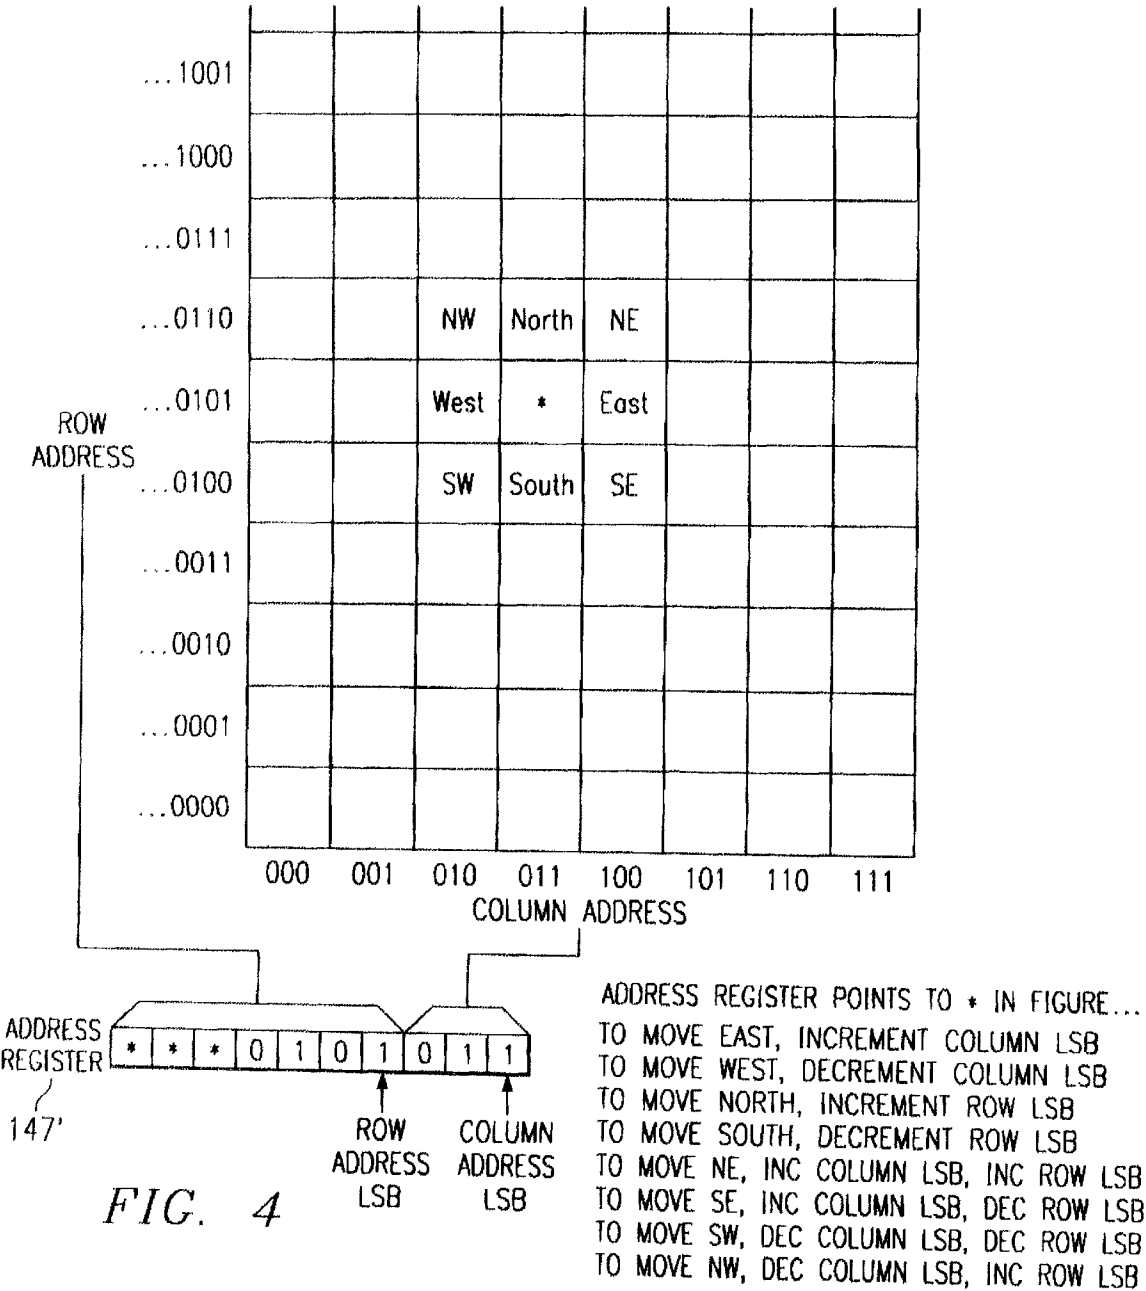 ...1001
...1000
...0111
...0110 NW North NE
...0101 West * East
ROW
ADDRESS
...0100 SW South SE
...0011
...0010
...0001
...0000
000 001 010 011 100 101 110 111
COLUMN ADDRESS
ADDRESS
REGISTER
* * * 0 1 0 1 0 1 1
147'
ROW
ADDRESS
LSB
COLUMN
ADDRESS
LSB
ADDRESS REGISTER POINTS TO * IN FIGURE...
TO MOVE EAST, INCREMENT COLUMN LSB
TO MOVE WEST, DECREMENT COLUMN LSB
TO MOVE NORTH, INCREMENT ROW LSB
TO MOVE SOUTH, DECREMENT ROW LSB
TO MOVE NE, INC COLUMN LSB, INC ROW LSB
TO MOVE SE, INC COLUMN LSB, DEC ROW LSB
TO MOVE SW, DEC COLUMN LSB, DEC ROW LSB
TO MOVE NW, DEC COLUMN LSB, INC ROW LSB
FIG. 4